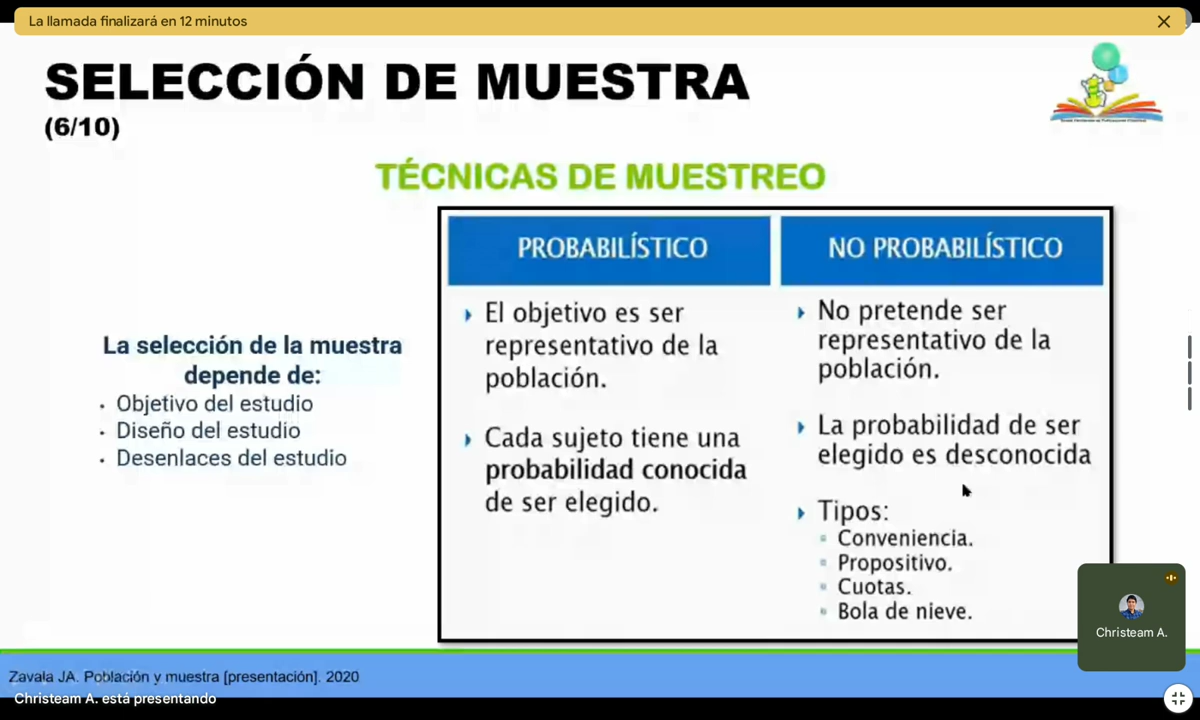 La llamada finalizará en 12 minutos
SELECCIÓN DE MUESTRA
(6/10)
TÉCNICAS DE MUESTREO
La selección de la muestra
depende de:
• Objetivo del estudio
• Diseño del estudio
• Desenlaces del estudio
PROBABILÍSTICO
El objetivo es ser
representativo de la
población.
Cada sujeto tiene una
probabilidad conocida
de ser elegido.
NO PROBABILÍSTICO
No pretende ser
representativo de la
población.
La probabilidad de ser
elegido es desconocida
Tipos:
Conveniencia.
Propositivo.
Cuotas.
Bola de nieve.
Christeam A.
Zavala JA. Población y muestra [presentación]. 2020
Christeam A. está presentando